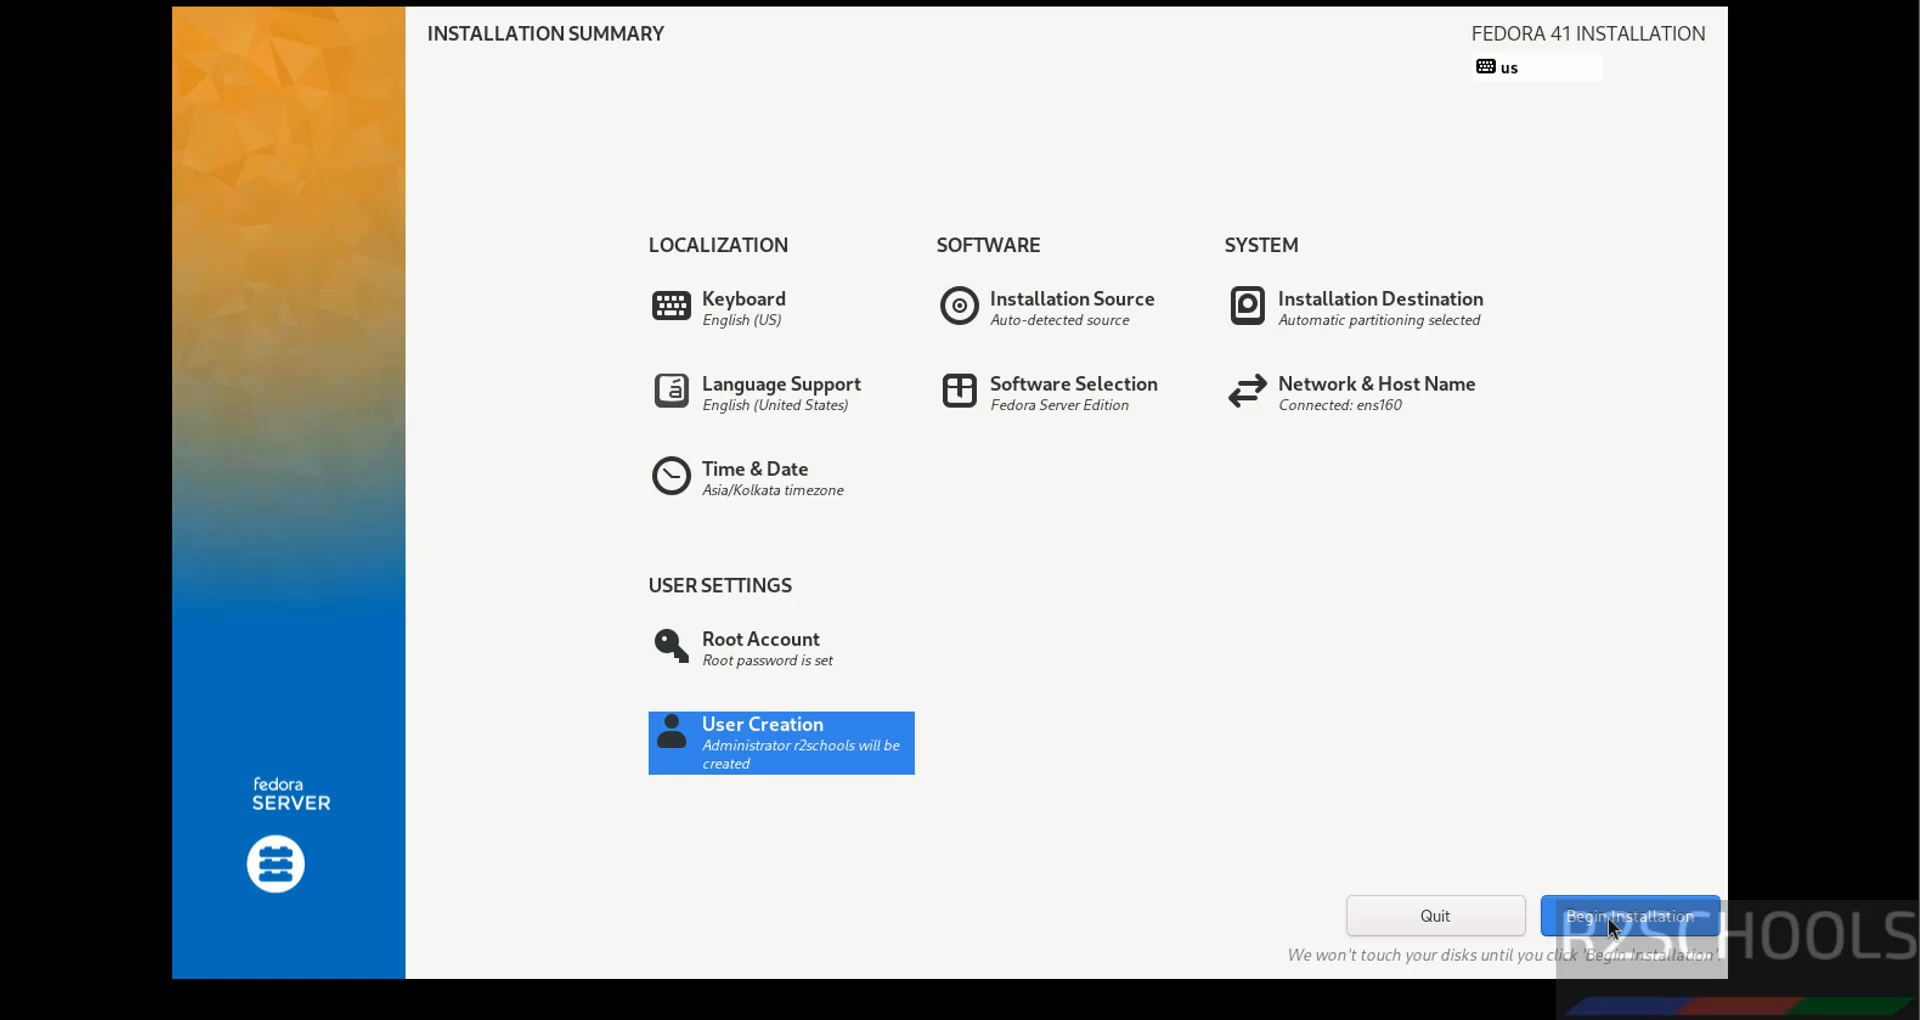 INSTALLATION SUMMARY
FEDORA 41 INSTALLATION
us
LOCALIZATION
SOFTWARE
SYSTEM
Keyboard
English (US)
Installation Source
Auto-detected source
Installation Destination
Automatic partitioning selected
Language Support
English (United States)
Software Selection
Fedora Server Edition
Network & Host Name
Connected: ens160
Time & Date
Asia/Kolkata timezone
USER SETTINGS
Root Account
Root password is set
User Creation
Administrator r2schools will be
created
fedora
SERVER
Quit
Begin Installation
We won't touch your disks until you click 'Begin Installation'.
R2SCHOOLS